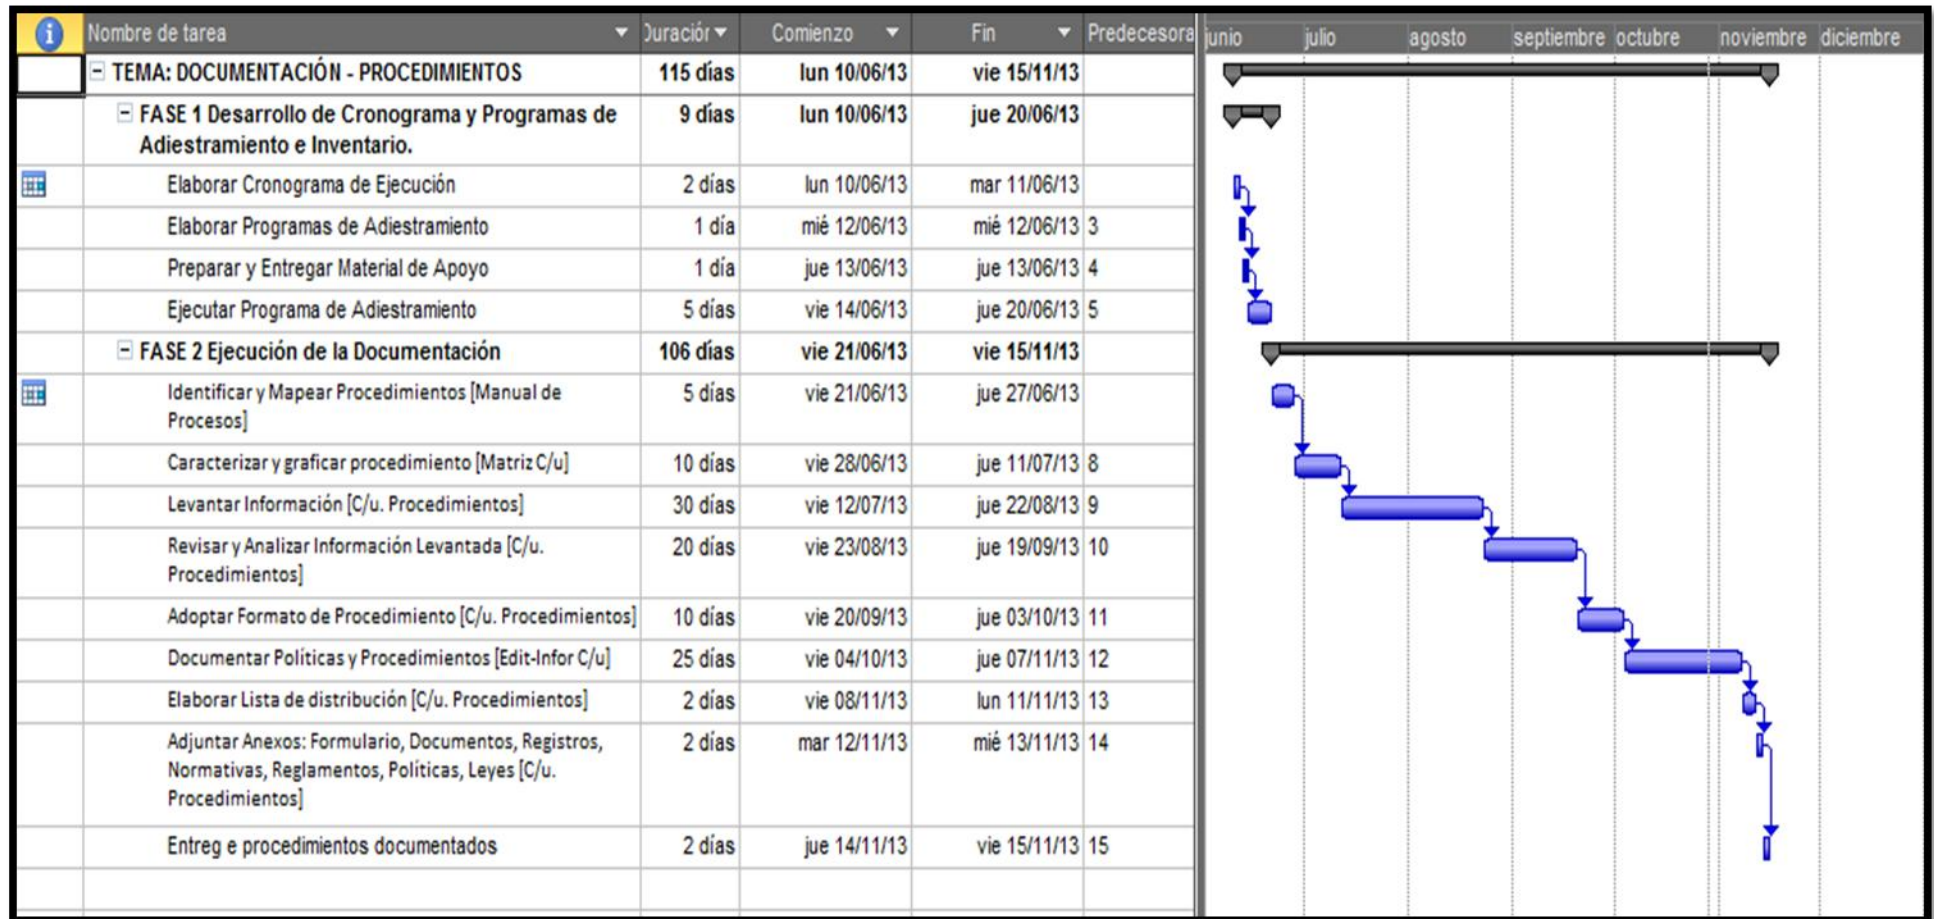 Nombre de tarea Duración Comienzo Fin Predecesora junio julio agosto septiembre octubre noviembre diciembre
TEMA: DOCUMENTACIÓN - PROCEDIMIENTOS 115 días lun 10/06/13 vie 15/11/13
FASE 1 Desarrollo de Cronograma y Programas de 9 días lun 10/06/13 jue 20/06/13
Adiestramiento e Inventario.
Elaborar Cronograma de Ejecución 2 días lun 10/06/13 mar 11/06/13
Elaborar Programas de Adiestramiento 1 día mié 12/06/13 mié 12/06/13 3
Preparar y Entregar Material de Apoyo 1 día jue 13/06/13 jue 13/06/13 4
Ejecutar Programa de Adiestramiento 5 días vie 14/06/13 jue 20/06/13 5
FASE 2 Ejecución de la Documentación 106 días vie 21/06/13 vie 15/11/13
Identificar y Mapear Procedimientos [Manual de 5 días vie 21/06/13 jue 27/06/13
Procesos]
Caracterizar y graficar procedimiento [Matriz C/u] 10 días vie 28/06/13 jue 11/07/13 8
Levantar Información [C/u. Procedimientos] 30 días vie 12/07/13 jue 22/08/13 9
Revisar y Analizar Información Levantada [C/u. 20 días vie 23/08/13 jue 19/09/13 10
Procedimientos]
Adoptar Formato de Procedimiento [C/u. Procedimientos] 10 días vie 20/09/13 jue 03/10/13 11
Documentar Políticas y Procedimientos [Edit-Infor C/u] 25 días vie 04/10/13 jue 07/11/13 12
Elaborar Lista de distribución [C/u. Procedimientos] 2 días vie 08/11/13 lun 11/11/13 13
Adjuntar Anexos: Formulario, Documentos, Registros, 2 días mar 12/11/13 mié 13/11/13 14
Normativas, Reglamentos, Políticas, Leyes [C/u.
Procedimientos]
Entreg e procedimientos documentados 2 días jue 14/11/13 vie 15/11/13 15